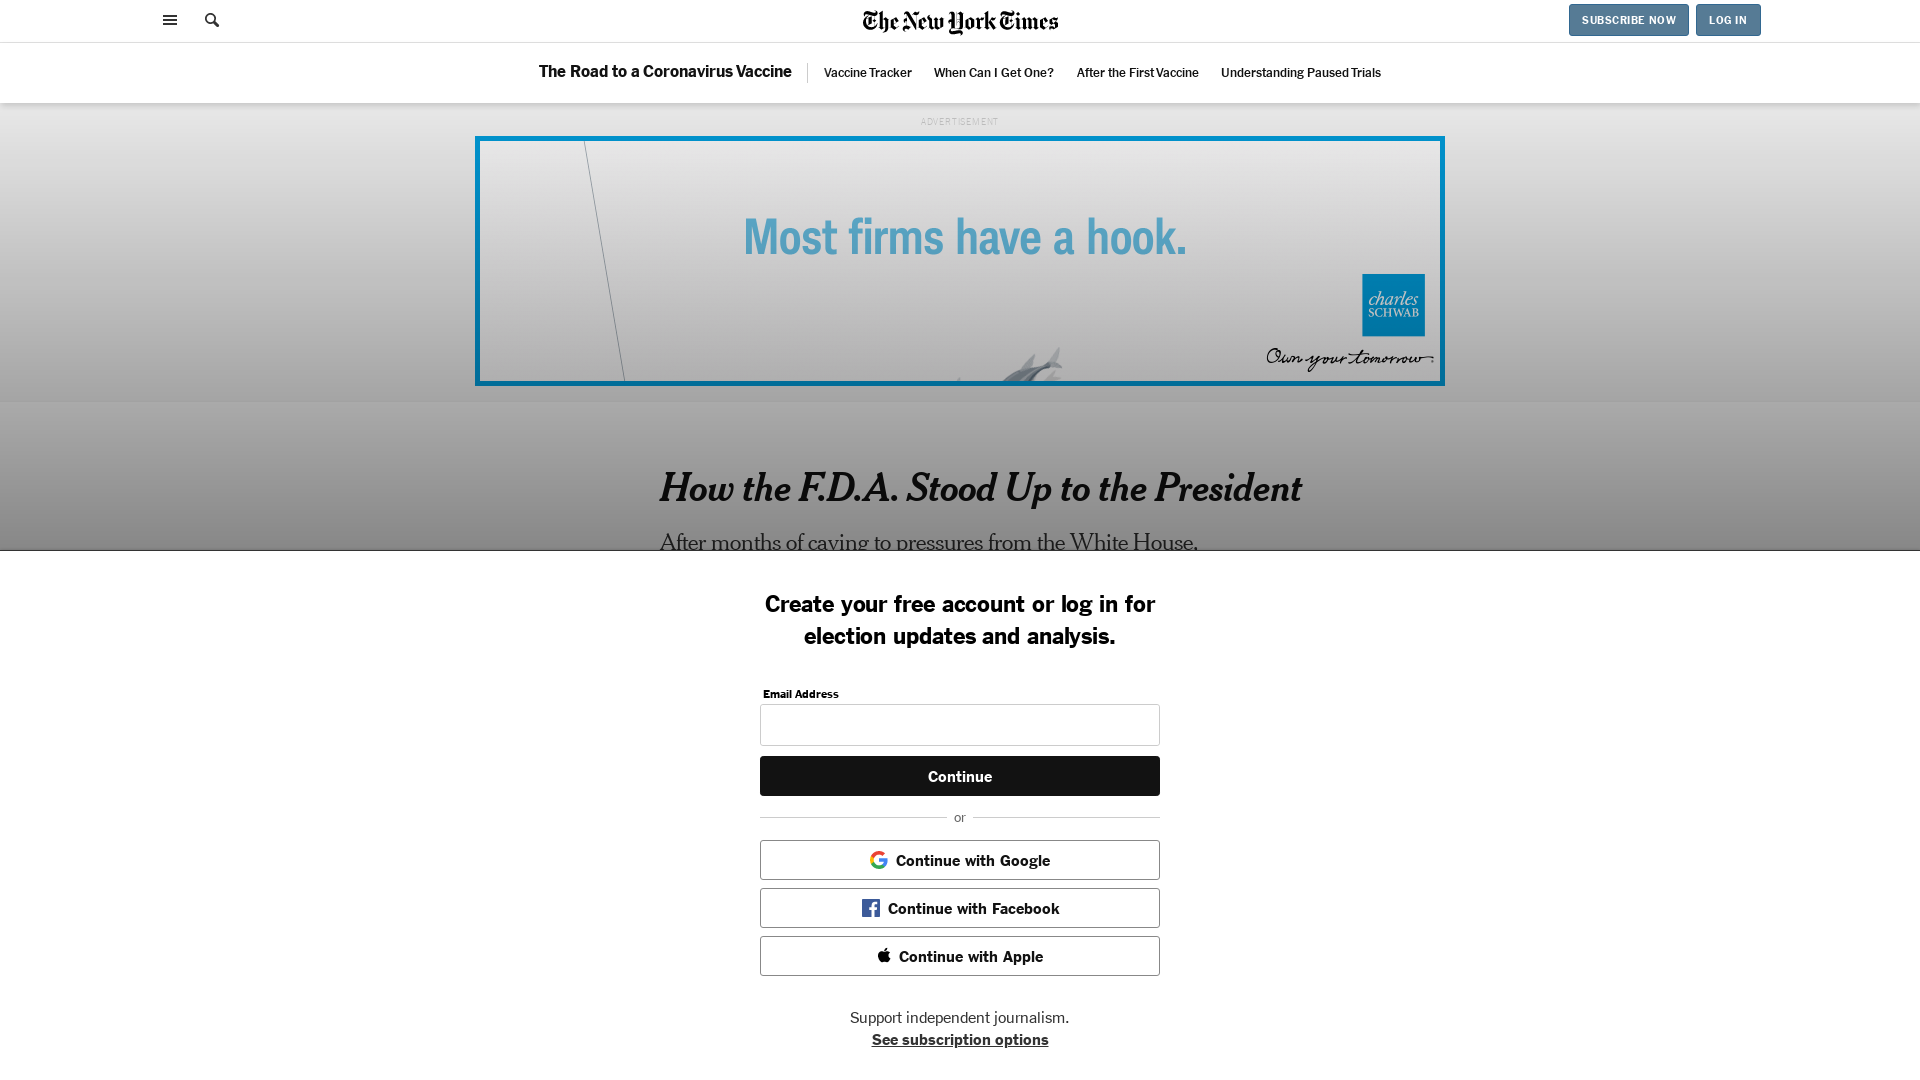 The New York Times
SUBSCRIBE NOW
LOG IN
The Road to a Coronavirus Vaccine
Vaccine Tracker
When Can I Get One?
After the First Vaccine
Understanding Paused Trials
ADVERTISEMENT
Most firms have a hook.
charles
SCHWAB
Own your tomorrow.
How the F.D.A. Stood Up to the President
After months of caving to pressures from the White House,
Create your free account or log in for
election updates and analysis.
Email Address
Continue
or
Continue with Google
Continue with Facebook
Continue with Apple
Support independent journalism.
See subscription options